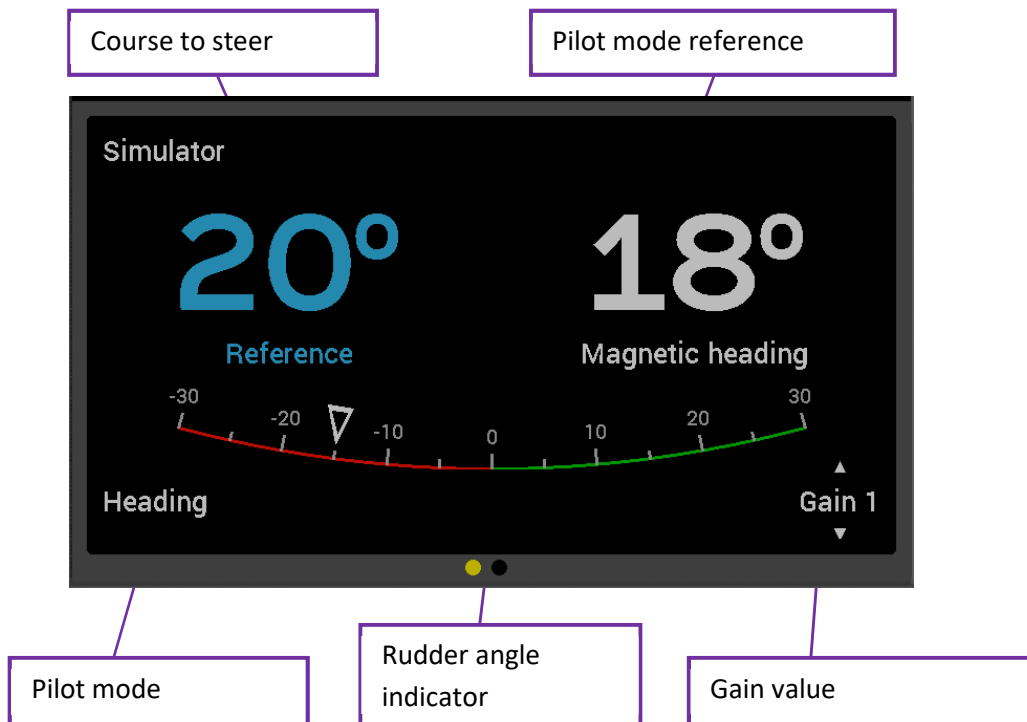 Course to steer
Pilot mode reference
Simulator
20°
18°
Reference
Magnetic heading
-30
-20
-10
0
10
20
30
Heading
Gain 1
Pilot mode
Rudder angle
indicator
Gain value